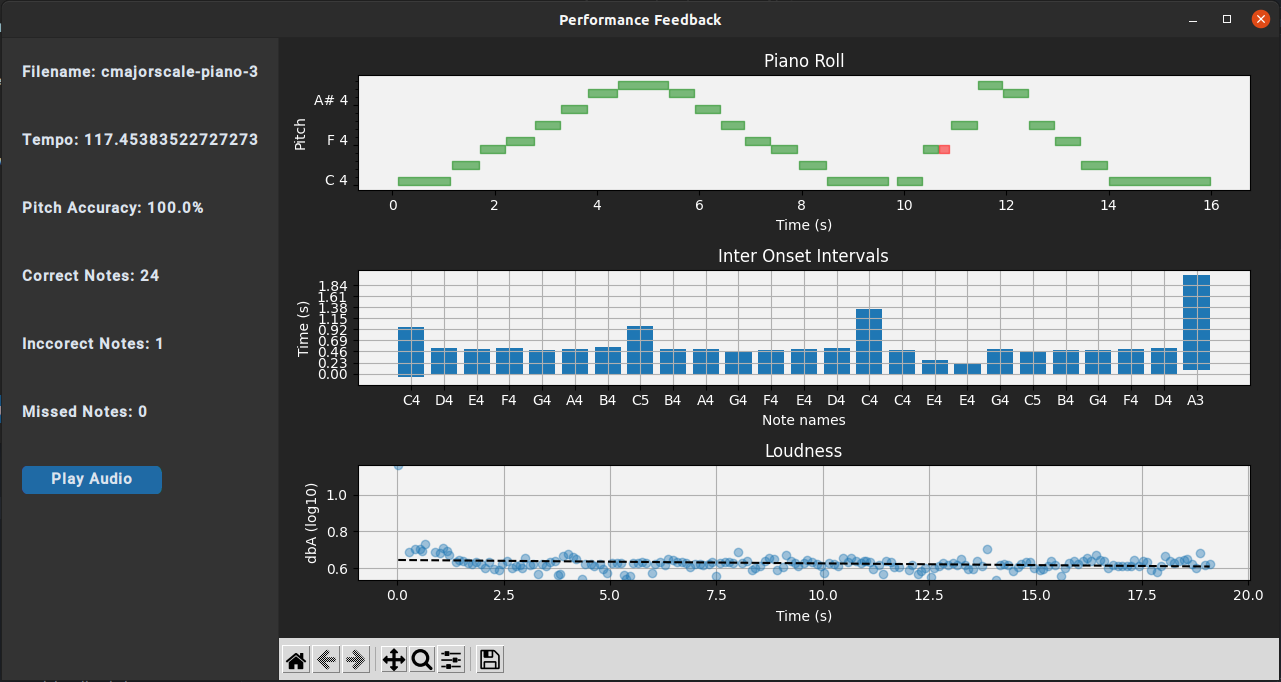 Performance Feedback
Filename: cmajorscale-piano-3
Tempo: 117.45383522727273
Pitch Accuracy: 100.0%
Correct Notes: 24
Inccorect Notes: 1
Missed Notes: 0
Play Audio
Piano Roll
Pitch
A# 4
F 4
C 4
0 2 4 6 8 10 12 14 16
Time (s)
Inter Onset Intervals
Time (s)
1.84
1.61
1.38
1.15
0.92
0.69
0.46
0.23
0.00
C4 D4 E4 F4 G4 A4 B4 C5 B4 A4 G4 F4 E4 D4 C4 C4 E4 E4 G4 C5 B4 G4 F4 D4 A3
Note names
Loudness
dbA (log10)
1.0
0.8
0.6
0.0 2.5 5.0 7.5 10.0 12.5 15.0 17.5 20.0
Time (s)